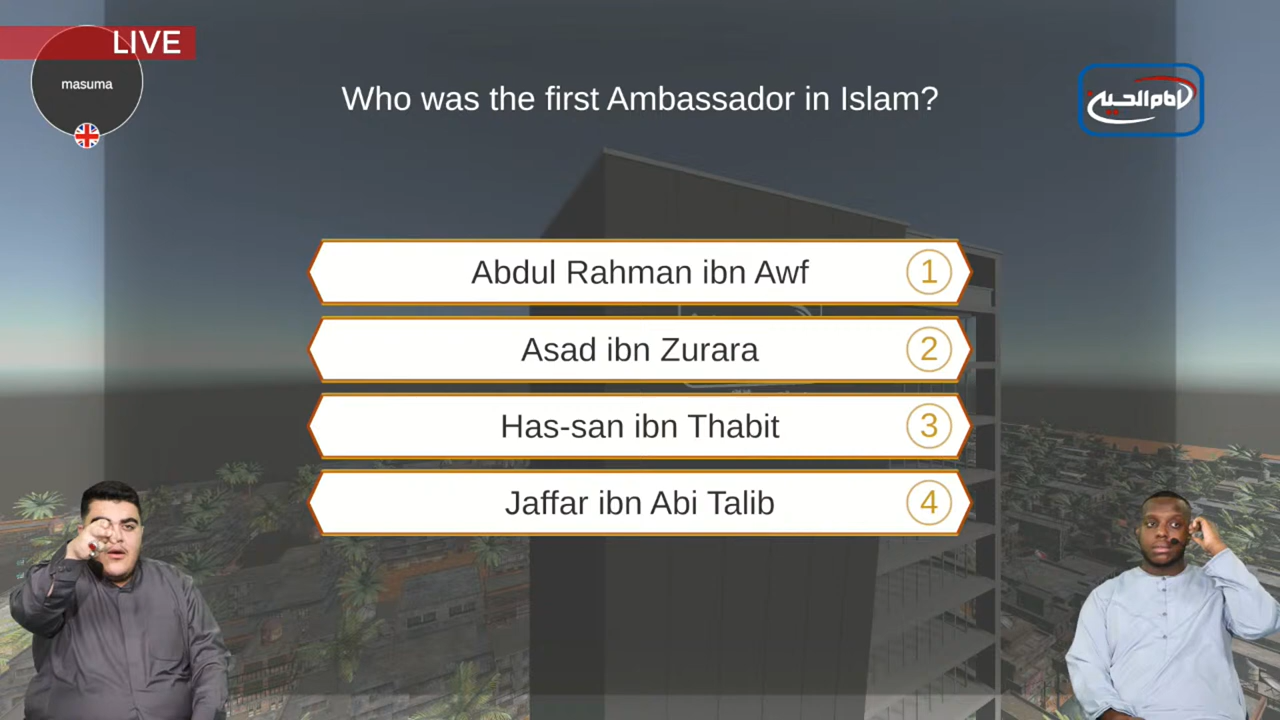 LIVE
masuma
Who was the first Ambassador in Islam?
Abdul Rahman ibn Awf 1
Asad ibn Zurara 2
Has-san ibn Thabit 3
Jaffar ibn Abi Talib 4